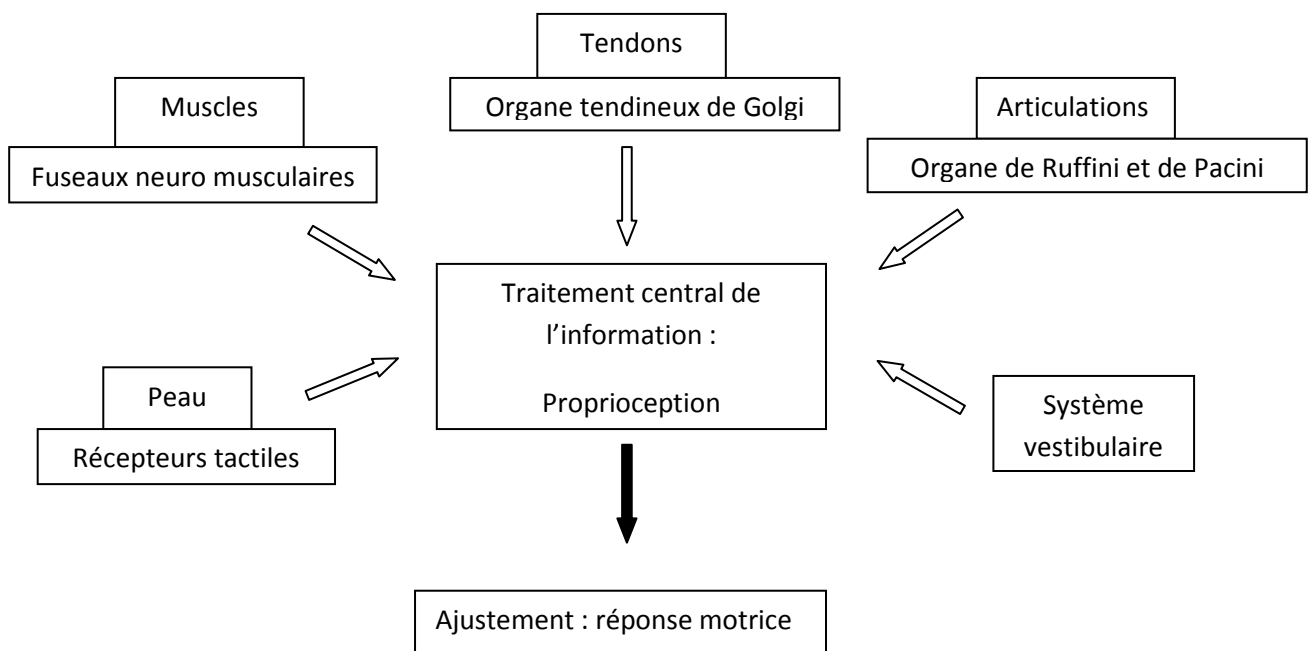 Tendons
Organe tendineux de Golgi
Muscles
Fuseaux neuro musculaires
Articulations
Organe de Ruffini et de Pacini
Traitement central de
l’information :
Proprioception
Peau
Récepteurs tactiles
Système
vestibulaire
Ajustement : réponse motrice